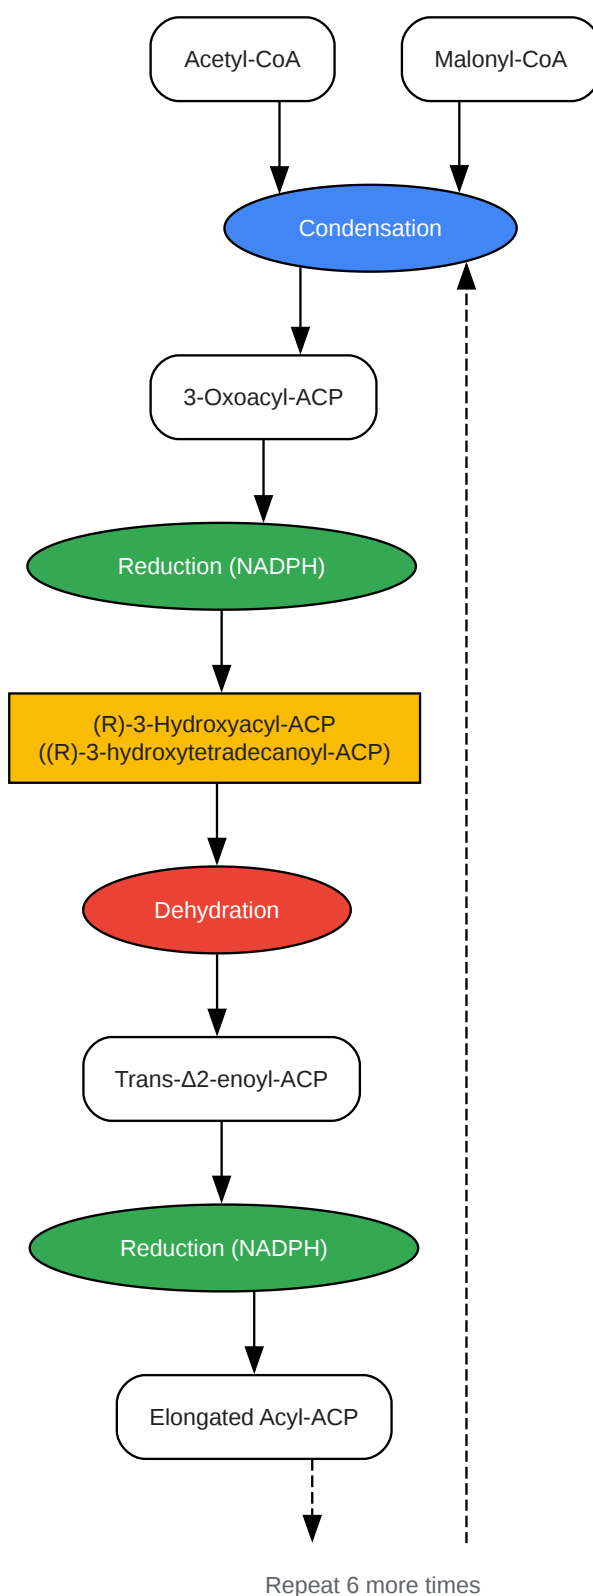 Acetyl-CoA
Malonyl-CoA
Condensation
3-Oxoacyl-ACP
Reduction (NADPH)
(R)-3-Hydroxyacyl-ACP
((R)-3-hydroxytetradecanoyl-ACP)
Dehydration
Trans-Δ2-enoyl-ACP
Reduction (NADPH)
Elongated Acyl-ACP
Repeat 6 more times